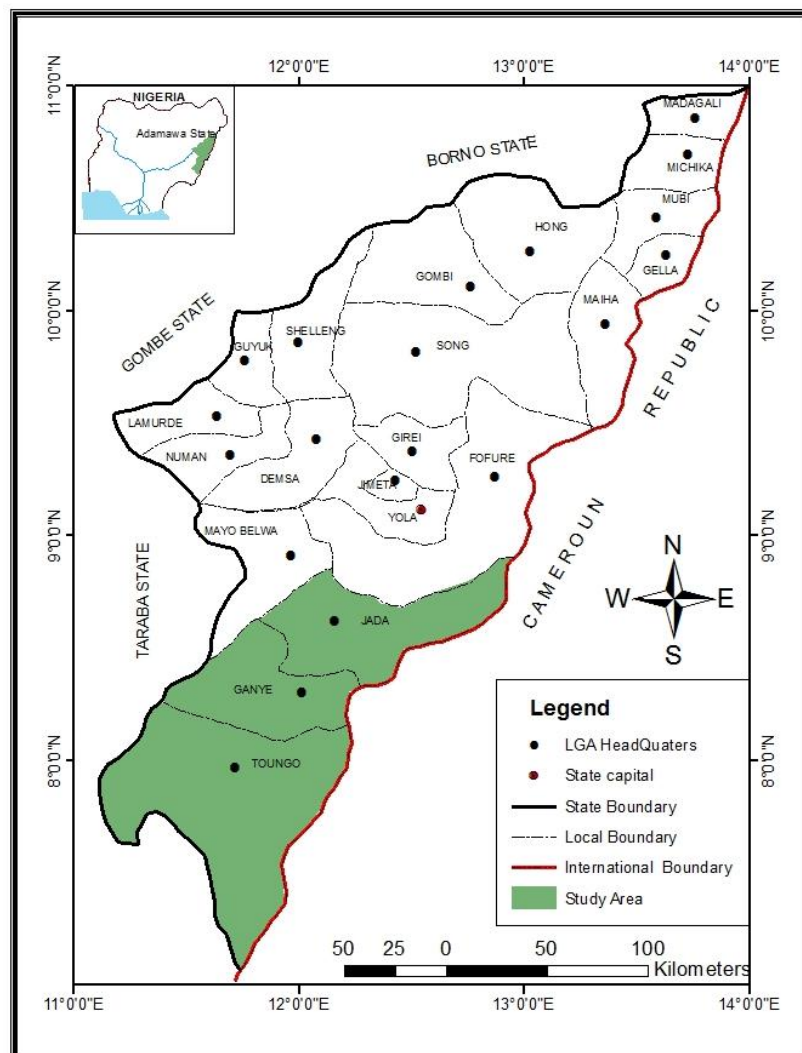 12°0'0"E
13°0'0"E
14°0'0"E
11°0'0"N
NIGERIA
Adamawa State
MADAGALI
BORNO STATE
MICHIKA
MUBI
HONG
GELLA
GOMBI
MAIHA
10°0'0"N
10°0'0"N
GOMBE STATE
SHELLENG
GUYUK
SONG
REPUBLIC
LAMURDE
GIREI
NUMAN
FOFURE
DEMSA
JIMETA
YOLA
MAYO BELWA
9°0'0"N
9°0'0"N
CAMEROUN
TARABA STATE
N
W
E
S
JADA
GANYE
TOUNGO
8°0'0"N
8°0'0"N
Legend
LGA HeadQuaters
State capital
State Boundary
Local Boundary
International Boundary
Study Area
50 25 0 50 100
Kilometers
11°0'0"E
12°0'0"E
13°0'0"E
14°0'0"E